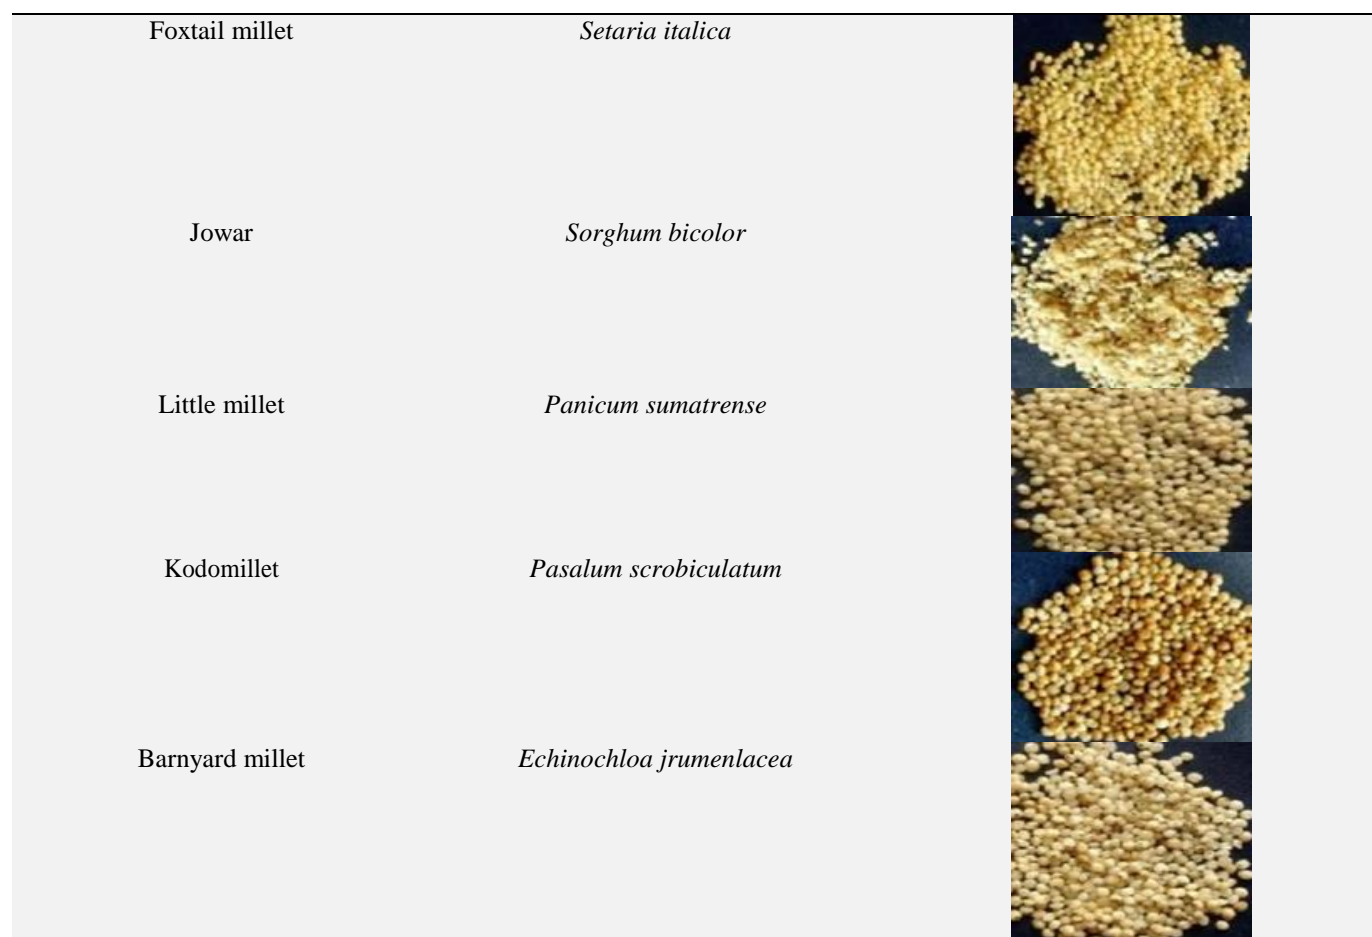 Foxtail millet Setaria italica
Jowar Sorghum bicolor
Little millet Panicum sumatrense
Kodomillet Pasalum scrobiculatum
Barnyard millet Echinochloa jrumenlacea